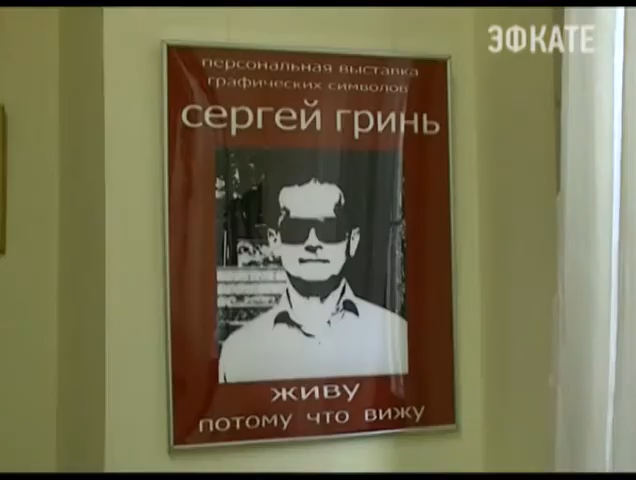 ЭФКАТЕ
персональная выставка
графических символов
сергей гринь
живу
потому что вижу